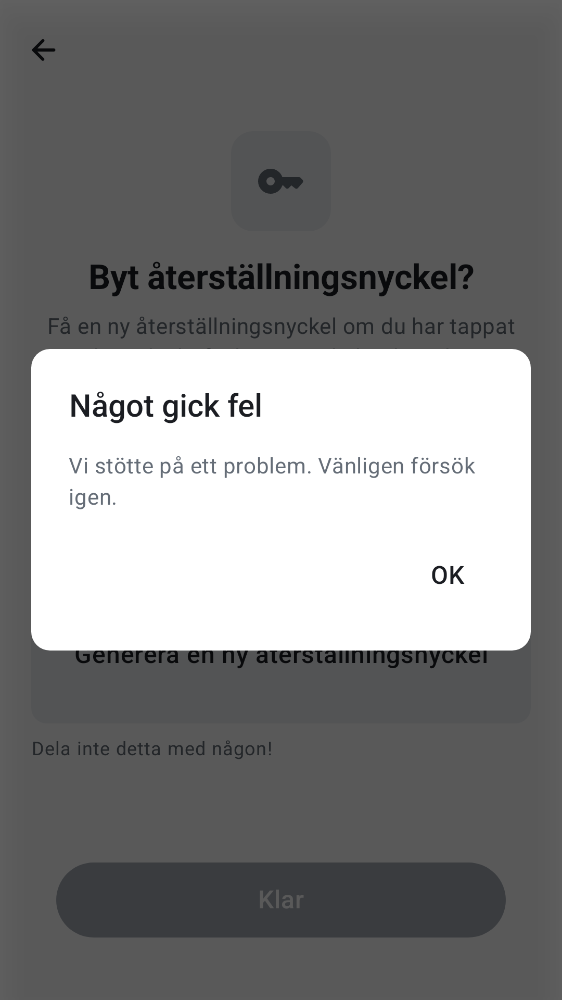 Byt återställningsnyckel?
Få en ny återställningsnyckel om du har tappat
Något gick fel
Vi stötte på ett problem. Vänligen försök
igen.
OK
Generera en ny återställningsnyckel
Dela inte detta med någon!
Klar